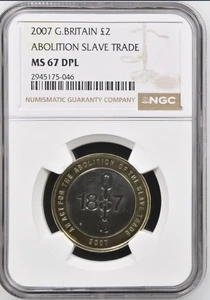 2007 G.BRITAIN £2
ABOLITION SLAVE TRADE
MS 67 DPL
2945175-046
NUMISMATIC GUARANTY COMPANY
NGC
AN ACT FOR THE ABOLITION OF THE SLAVE TRADE
1807
2007